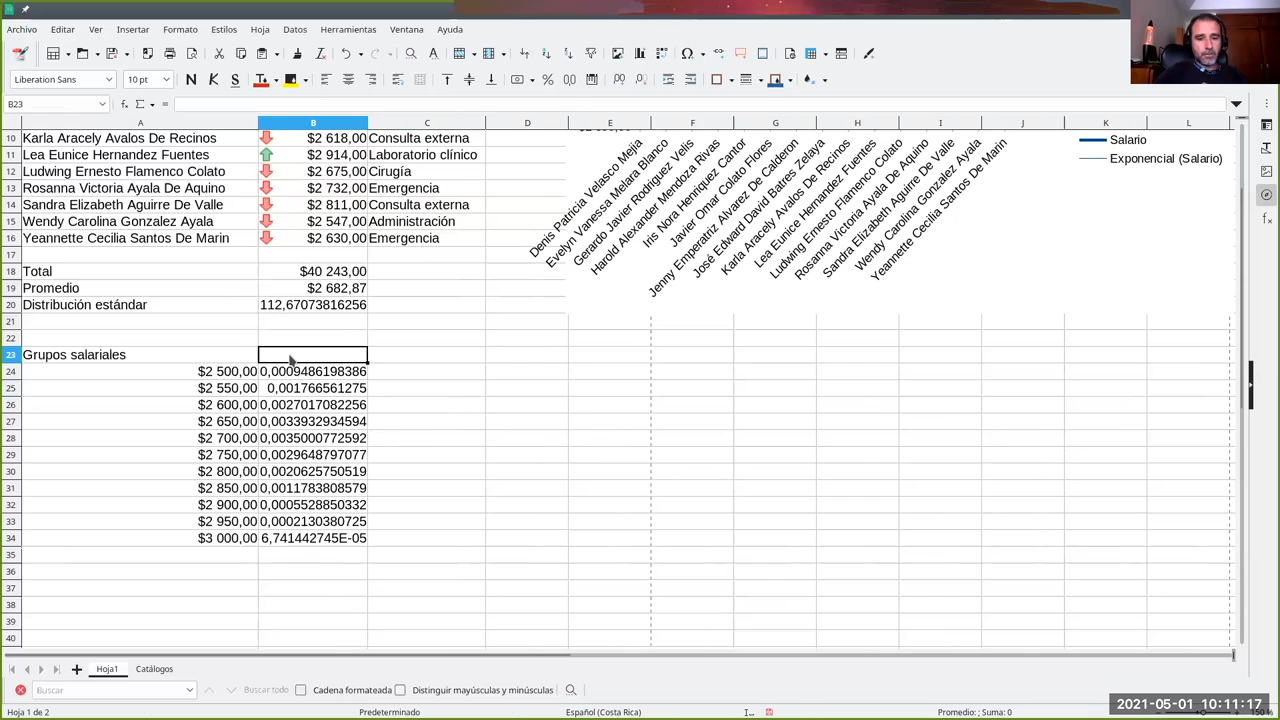 Archivo Editar Ver Insertar Formato Estilos Hoja Datos Herramientas Ventana Ayuda
Liberation Sans 10 pt N K S
B23
A B C D E F G H I J K L
10 Karla Aracely Avalos De Recinos $2 618,00 Consulta externa
11 Lea Eunice Hernandez Fuentes $2 914,00 Laboratorio clínico
12 Ludwing Ernesto Flamenco Colato $2 675,00 Cirugía
13 Rosanna Victoria Ayala De Aquino $2 732,00 Emergencia
14 Sandra Elizabeth Aguirre De Valle $2 811,00 Consulta externa
15 Wendy Carolina Gonzalez Ayala $2 547,00 Administración
16 Yeannette Cecilia Santos De Marin $2 630,00 Emergencia
17
18 Total $40 243,00
19 Promedio $2 682,87
20 Distribución estándar 112,67073816256
21
22
23 Grupos salariales
24 $2 500,00 0,0009486198386
25 $2 550,00 0,001766561275
26 $2 600,00 0,0027017082256
27 $2 650,00 0,0033932934594
28 $2 700,00 0,0035000772592
29 $2 750,00 0,0029648797077
30 $2 800,00 0,0020625750519
31 $2 850,00 0,0011783808579
32 $2 900,00 0,0005528850332
33 $2 950,00 0,0002130380725
34 $3 000,00 6,741442745E-05
35
36
37
38
39
40
Denis Patricia Velasco Mejia
Evelyn Vanessa Melara Blanco
Gerardo Javier Rodriguez Velis
Harold Alexander Mendoza Rivas
Iris Nora Henriquez Cantor
Javier Omar Colato Flores
Jenny Emperatriz Alvarez De Calderon
José Edward David Batres Zelaya
Karla Aracely Avalos De Recinos
Lea Eunice Hernandez Fuentes
Ludwing Ernesto Flamenco Colato
Rosanna Victoria Ayala De Aquino
Sandra Elizabeth Aguirre De Valle
Wendy Carolina Gonzalez Ayala
Yeannette Cecilia Santos De Marin
Salario
Exponencial (Salario)
Hoja1 Catálogos
Buscar Buscar todo Cadena formateada Distinguir mayúsculas y minúsculas
Hoja 1 de 2 Predeterminado Español (Costa Rica) Promedio: ; Suma: 0
2021-05-01 10:11:17